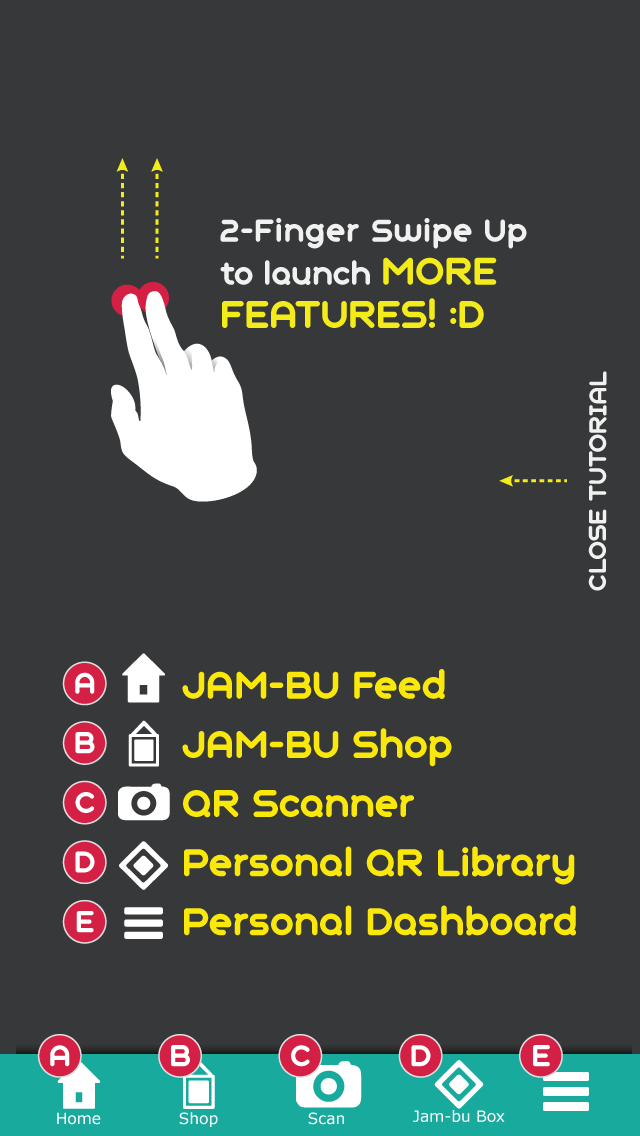 2-Finger Swipe Up
to launch MORE
FEATURES! :D
CLOSE TUTORIAL
A JAM-BU Feed
B JAM-BU Shop
C QR Scanner
D Personal QR Library
E Personal Dashboard
A B C D E
Home Shop Scan Jam-bu Box